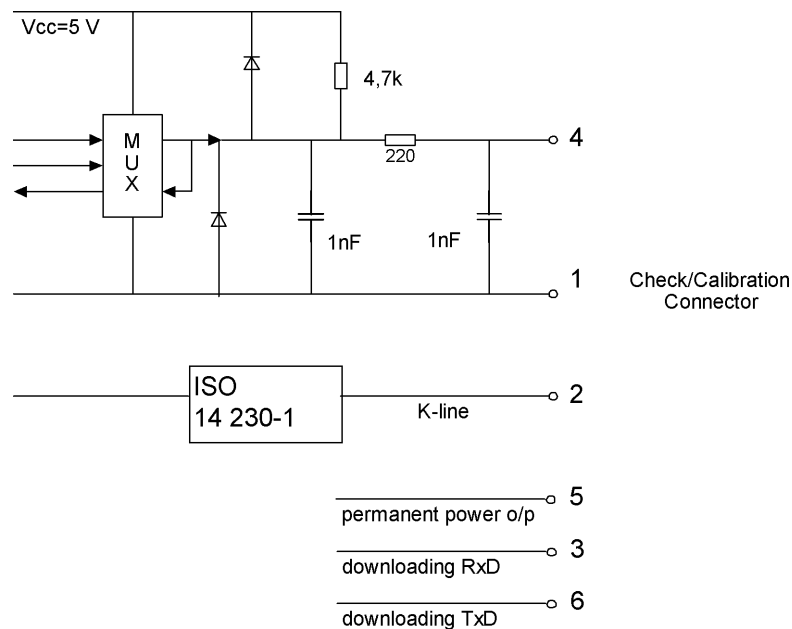 Vcc=5 V
4,7k
M
U
X
4
220
1nF
1nF
1
Check/Calibration
Connector
ISO
14 230-1
K-line
2
5
permanent power o/p
3
downloading RxD
6
downloading TxD